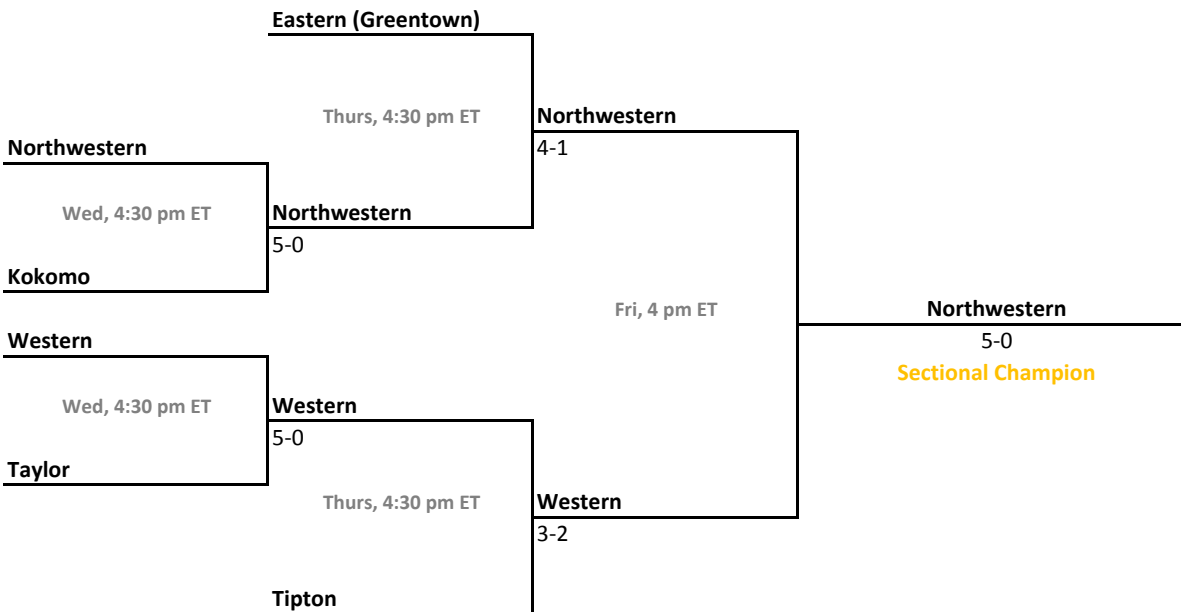 Eastern (Greentown)
Thurs, 4:30 pm ET
Northwestern
4-1
Northwestern
Wed, 4:30 pm ET
Northwestern
5-0
Kokomo
Fri, 4 pm ET
Northwestern
5-0
Sectional Champion
Western
Wed, 4:30 pm ET
Western
5-0
Taylor
Thurs, 4:30 pm ET
Western
3-2
Tipton